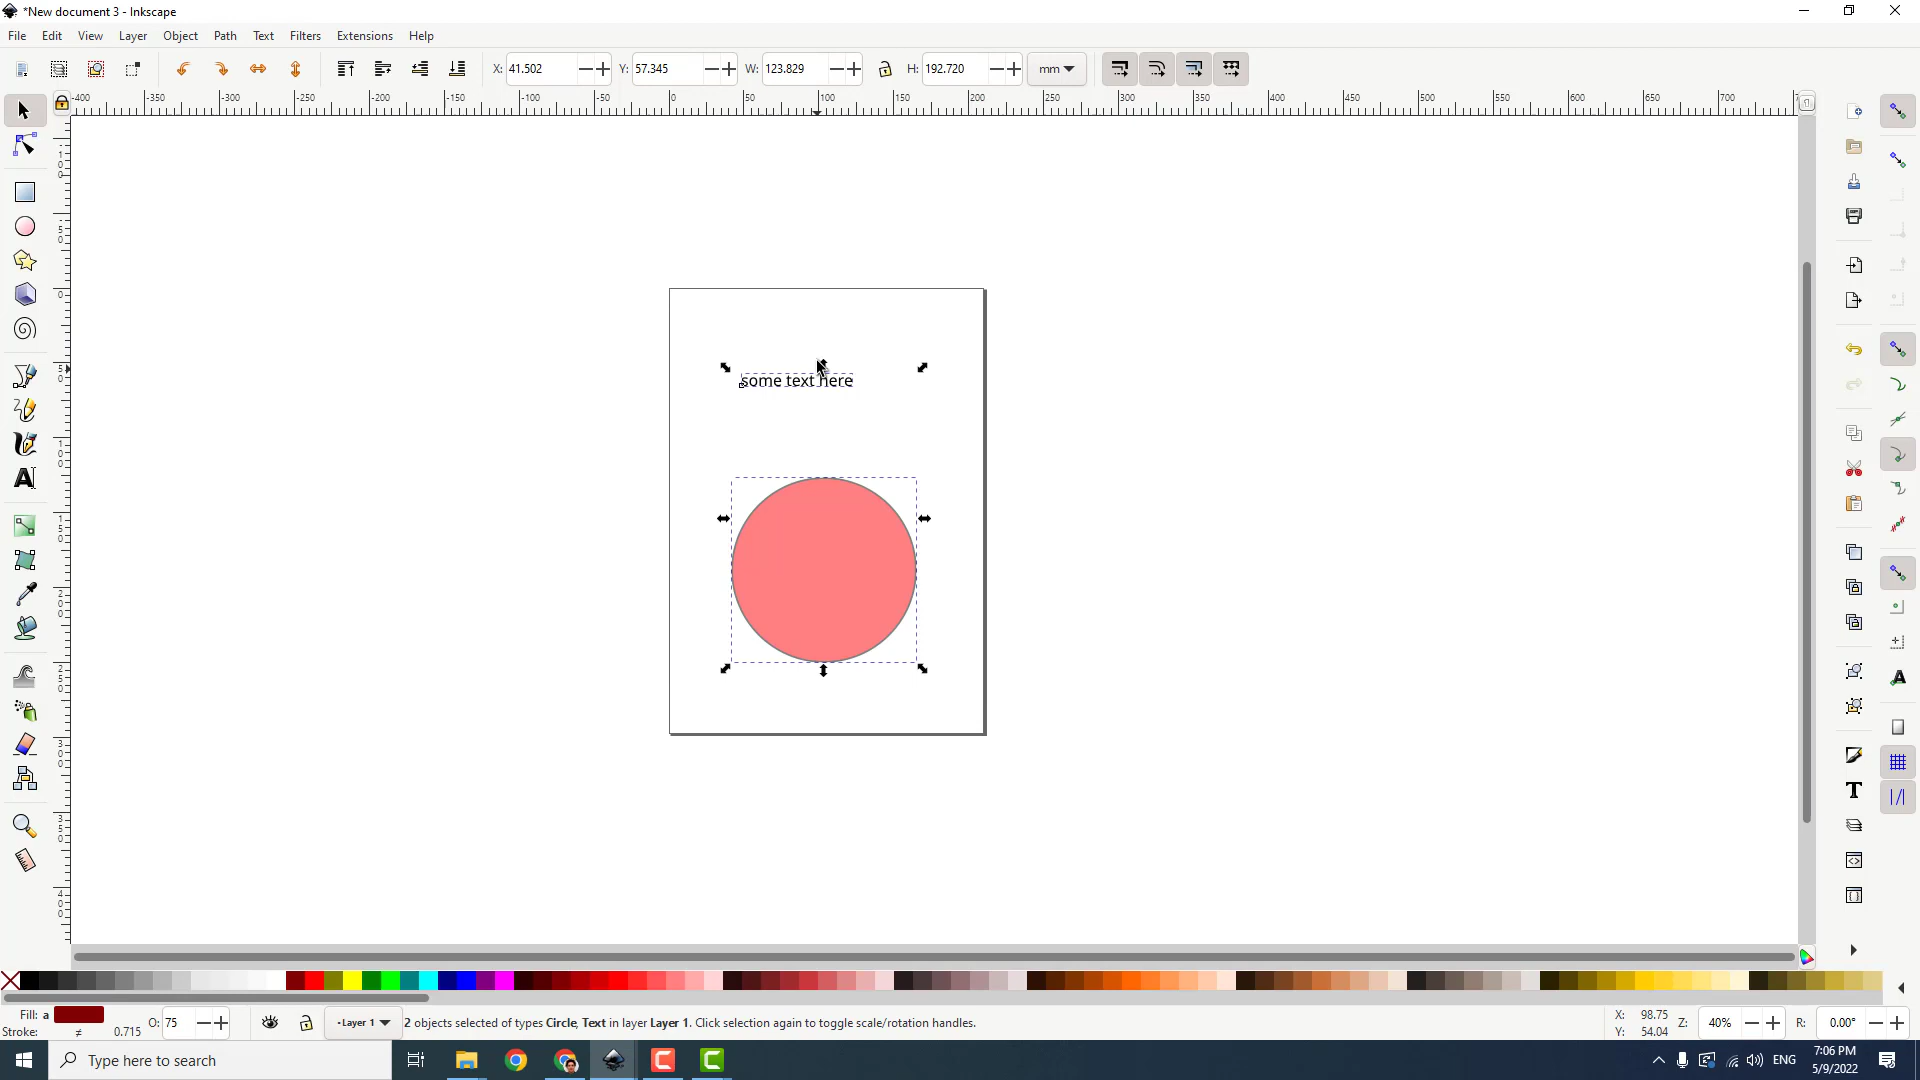 *New document 3 - Inkscape
File Edit View Layer Object Path Text Filters Extensions Help
X: 41.502 Y: 57.345 W: 123.829 H: 192.720 mm
-400 -350 -300 -250 -200 -150 -100 -50 0 50 100 150 200 250 300 350 400 450 500 550 600 650 700
some text here
Fill: a O: 75 Layer 1 2 objects selected of types Circle, Text in layer Layer 1. Click selection again to toggle scale/rotation handles. X: 98.75 Z: 40% R: 0.00°
Stroke: ≠ 0.715 Y: 54.04
Type here to search
ENG
7:06 PM
5/9/2022